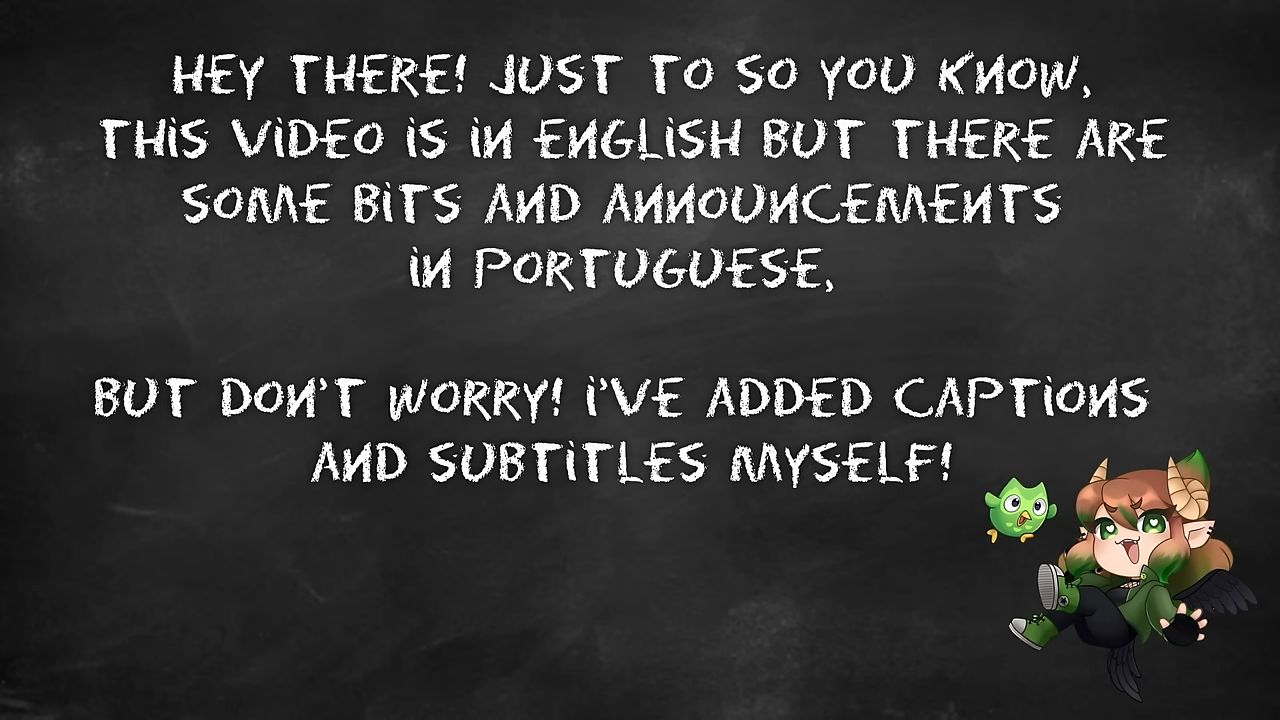 HEY THERE! JUST TO SO YOU KNOW,
THIS VIDEO IS IN ENGLISH BUT THERE ARE
SOME BITS AND ANNOUNCEMENTS
IN PORTUGUESE,
BUT DON'T WORRY! I'VE ADDED CAPTIONS
AND SUBTITLES MYSELF!